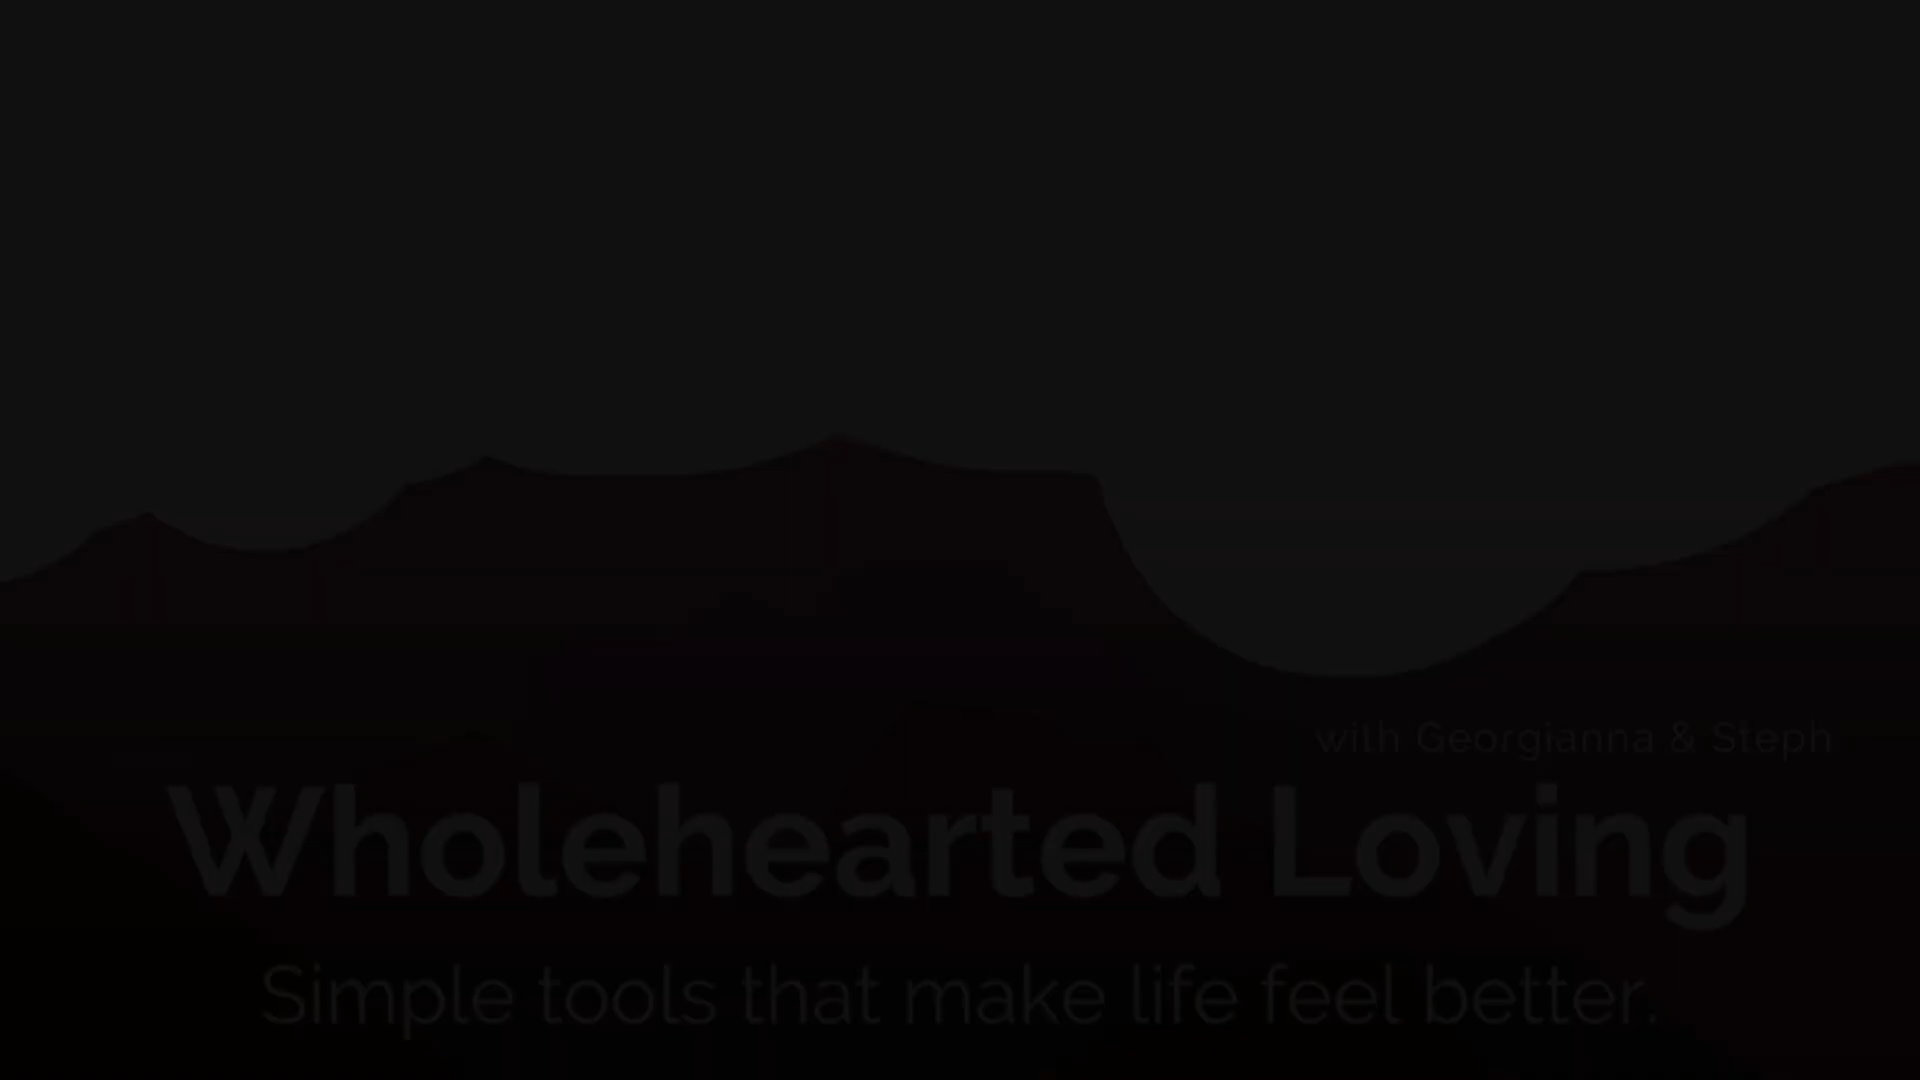 with Georgianna & Steph
Wholehearted Loving
Simple tools that make life feel better.